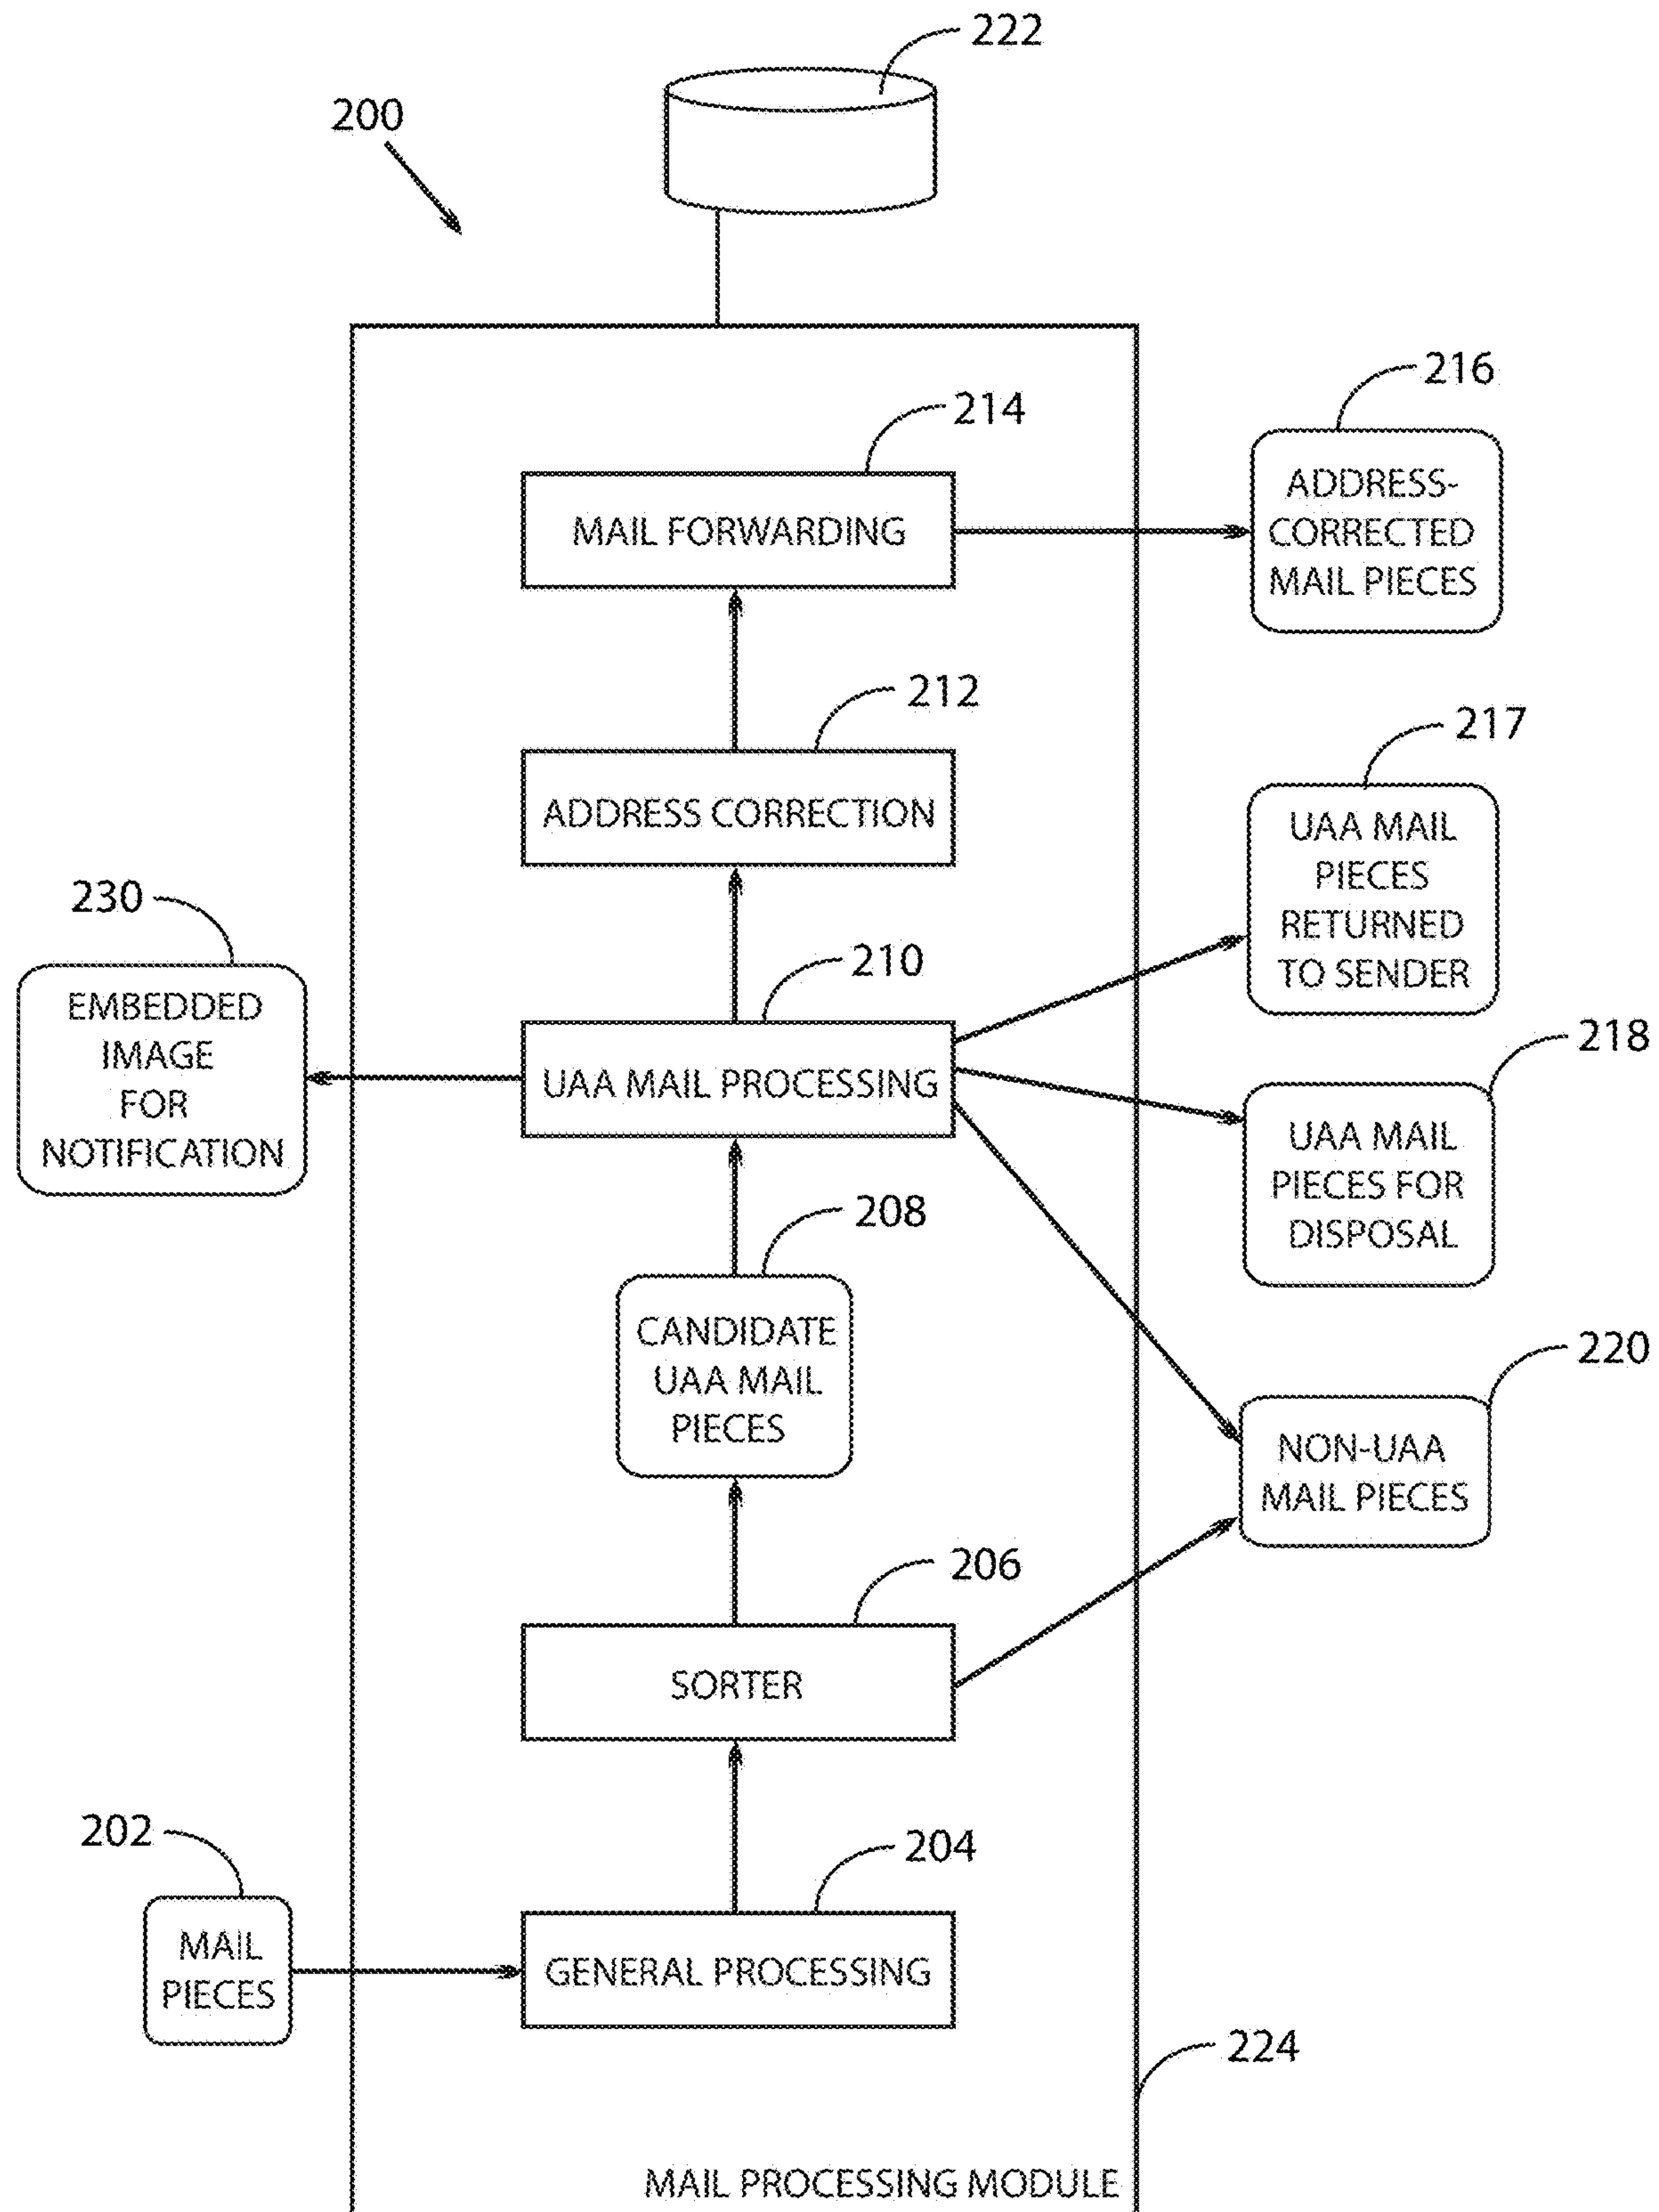 222
200
216
214
ADDRESS-
CORRECTED
MAIL PIECES
MAIL FORWARDING
212
217
ADDRESS CORRECTION
UAA MAIL
PIECES
RETURNED
TO SENDER
230
210
EMBEDDED
IMAGE
FOR
NOTIFICATION
UAA MAIL PROCESSING
218
UAA MAIL
PIECES FOR
DISPOSAL
208
CANDIDATE
UAA MAIL
PIECES
220
NON-UAA
MAIL PIECES
206
SORTER
202
204
MAIL
PIECES
GENERAL PROCESSING
224
MAIL PROCESSING MODULE